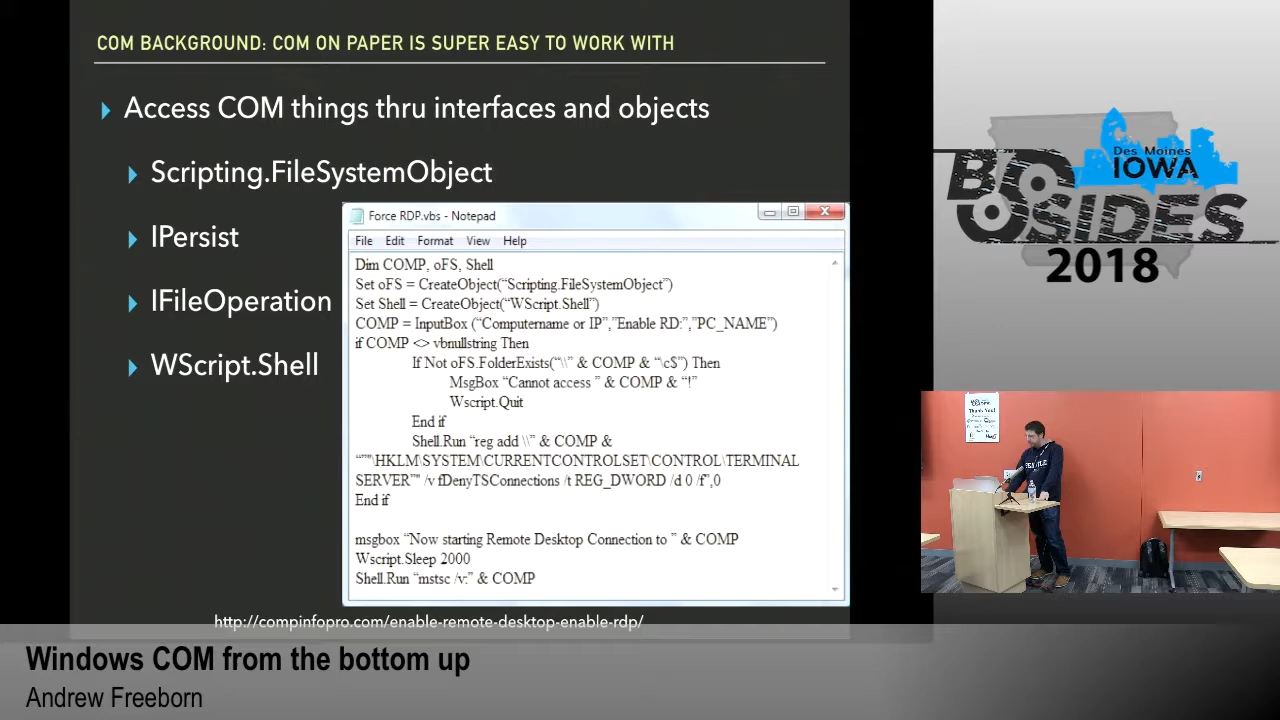 COM BACKGROUND: COM ON PAPER IS SUPER EASY TO WORK WITH
Access COM things thru interfaces and objects
Scripting.FileSystemObject
IPersist
IFileOperation
WScript.Shell
Force RDP.vbs - Notepad
File Edit Format View Help
Dim COMP, oFS, Shell
Set oFS = CreateObject(“Scripting.FileSystemObject”)
Set Shell = CreateObject(“WScript.Shell”)
COMP = InputBox (“Computername or IP”,”Enable RD:”,”PC_NAME”)
if COMP <> vbnullstring Then
If Not oFS.FolderExists(“\\” & COMP & “\c$”) Then
MsgBox “Cannot access ” & COMP & “!”
Wscript.Quit
End if
Shell.Run “reg add \\” & COMP &
“”"\HKLM\SYSTEM\CURRENTCONTROLSET\CONTROL\TERMINAL
SERVER”" /v fDenyTSConnections /t REG_DWORD /d 0 /f”,0
End if
msgbox “Now starting Remote Desktop Connection to ” & COMP
Wscript.Sleep 2000
Shell.Run “mstsc /v:” & COMP
http://compinfopro.com/enable-remote-desktop-enable-rdp/
Des Moines
IOWA
BSIDES
2018
Thank You!
Windows COM from the bottom up
Andrew Freeborn